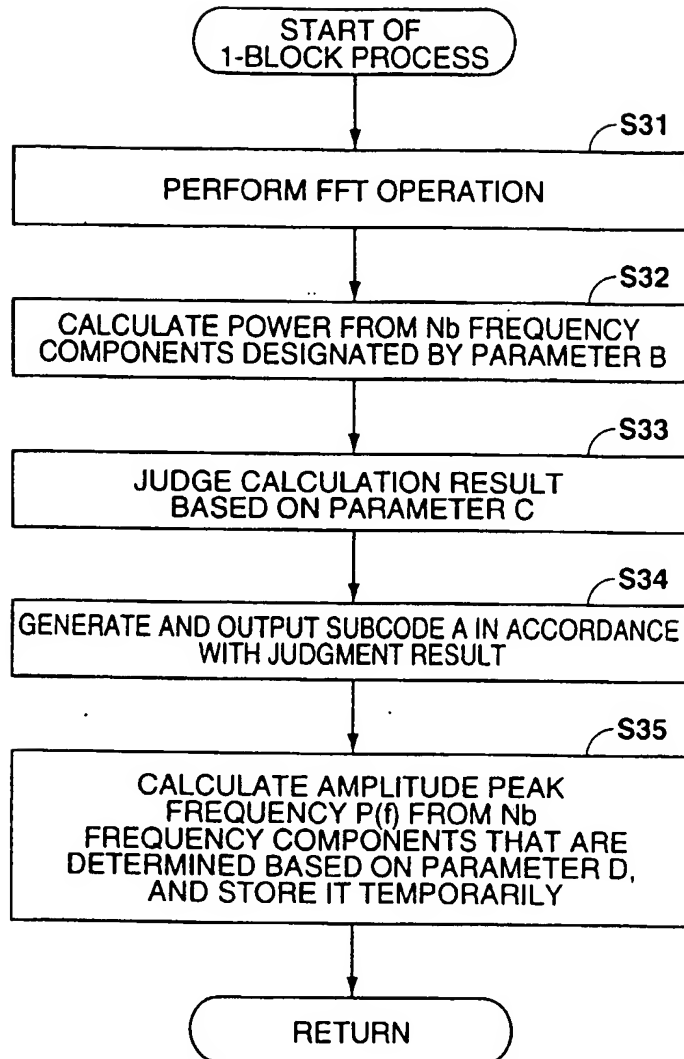 START OF
1-BLOCK PROCESS
S31
PERFORM FFT OPERATION
S32
CALCULATE POWER FROM Nb FREQUENCY
COMPONENTS DESIGNATED BY PARAMETER B
S33
JUDGE CALCULATION RESULT
BASED ON PARAMETER C
S34
GENERATE AND OUTPUT SUBCODE A IN ACCORDANCE
WITH JUDGMENT RESULT
S35
CALCULATE AMPLITUDE PEAK
FREQUENCY P(f) FROM Nb
FREQUENCY COMPONENTS THAT ARE
DETERMINED BASED ON PARAMETER D,
AND STORE IT TEMPORARILY
RETURN